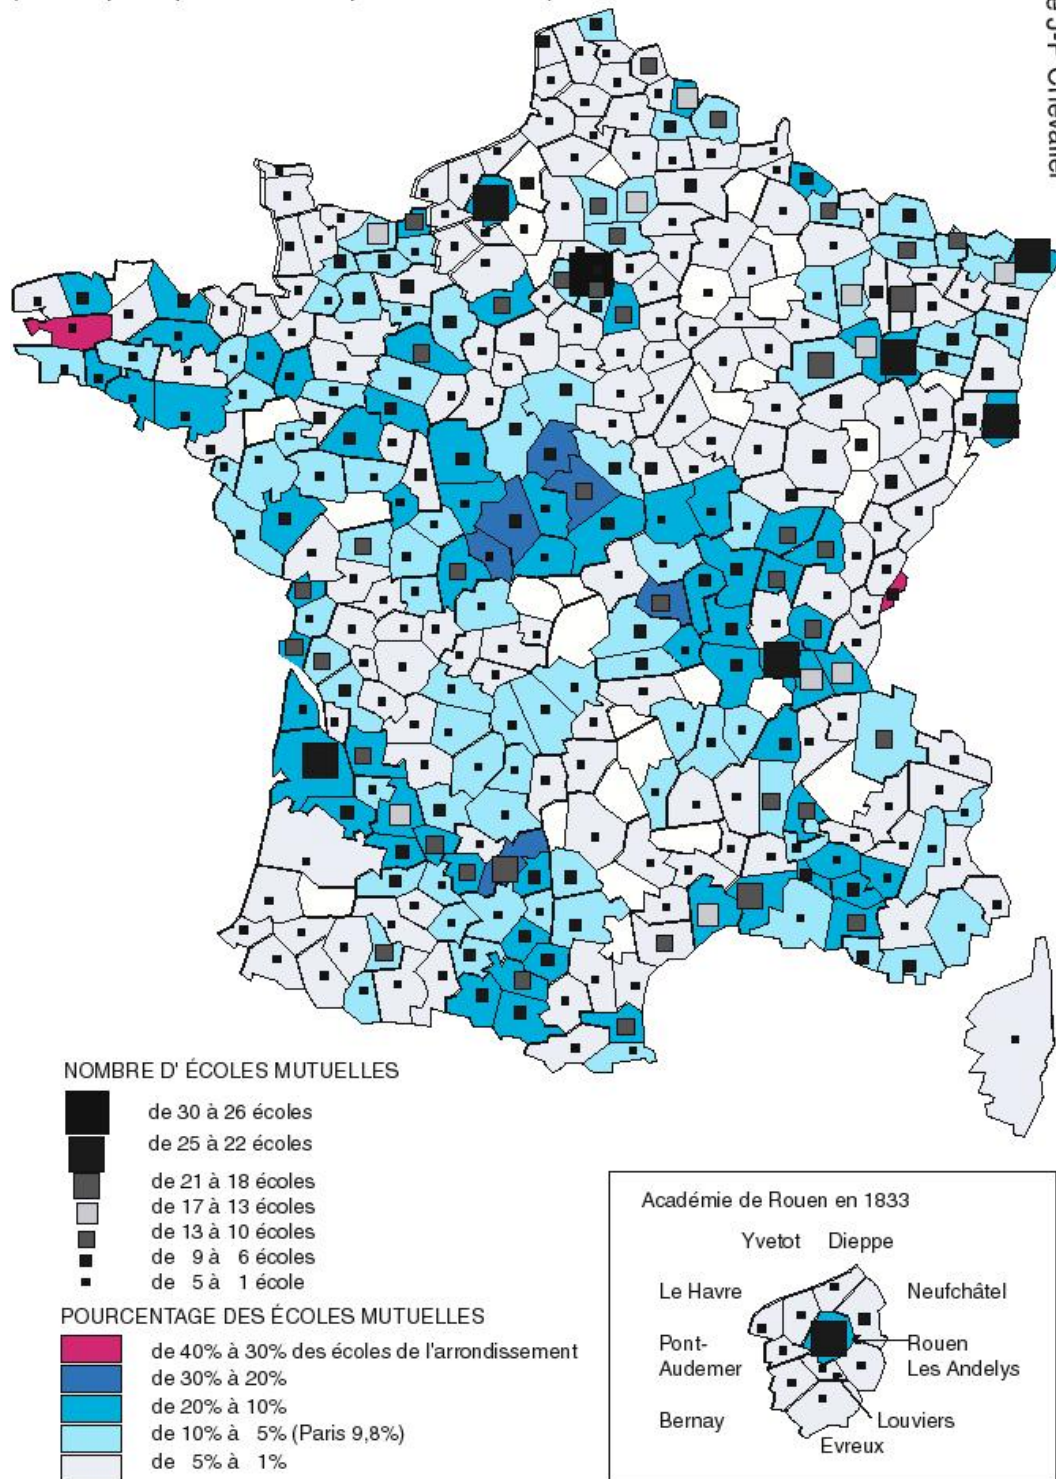 e J-P Chevalier
NOMBRE D' ÉCOLES MUTUELLES
de 30 à 26 écoles
de 25 à 22 écoles
de 21 à 18 écoles
de 17 à 13 écoles
de 13 à 10 écoles
de 9 à 6 écoles
de 5 à 1 école
POURCENTAGE DES ÉCOLES MUTUELLES
de 40% à 30% des écoles de l'arrondissement
de 30% à 20%
de 20% à 10%
de 10% à 5% (Paris 9,8%)
de 5% à 1%
Académie de Rouen en 1833
Yvetot Dieppe
Le Havre Neufchâtel
Pont- Rouen
Audemer Les Andelys
Bernay Louviers
Evreux